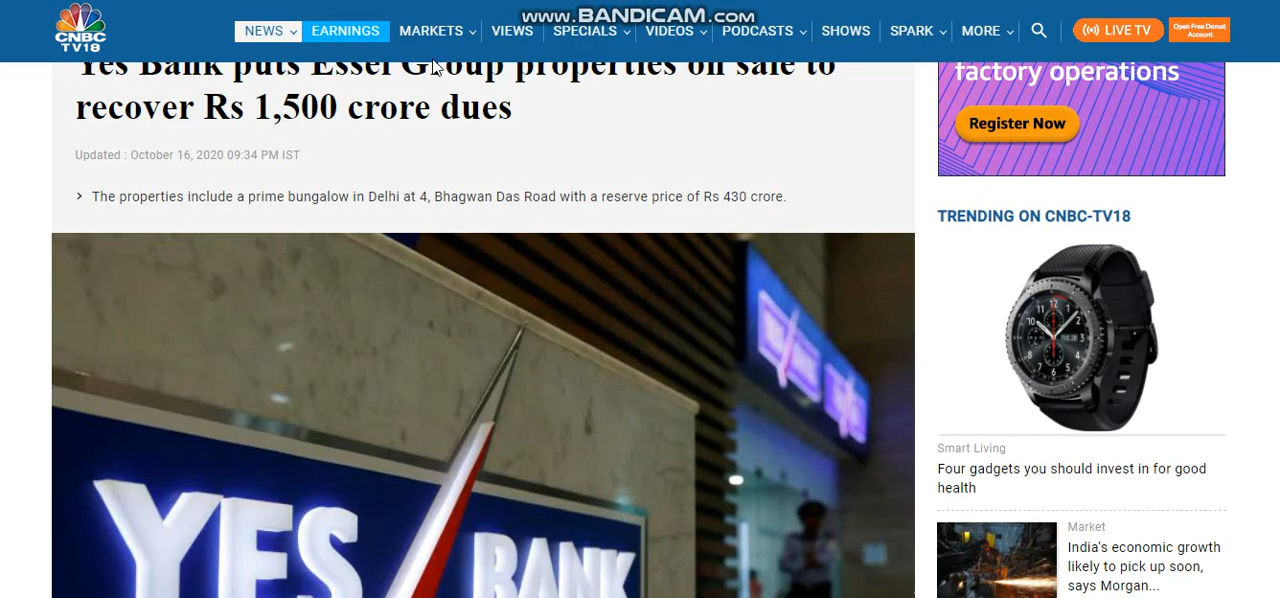 www.BANDICAM.com
CNBC
TV18
NEWS EARNINGS MARKETS VIEWS SPECIALS VIDEOS PODCASTS SHOWS SPARK MORE LIVE TV
Open Free Demat
Account
Yes Bank puts Essel Group properties on sale to
recover Rs 1,500 crore dues
Updated : October 16, 2020 09:34 PM IST
The properties include a prime bungalow in Delhi at 4, Bhagwan Das Road with a reserve price of Rs 430 crore.
YES BANK
factory operations
Register Now
TRENDING ON CNBC-TV18
Smart Living
Four gadgets you should invest in for good
health
Market
India's economic growth
likely to pick up soon,
says Morgan...